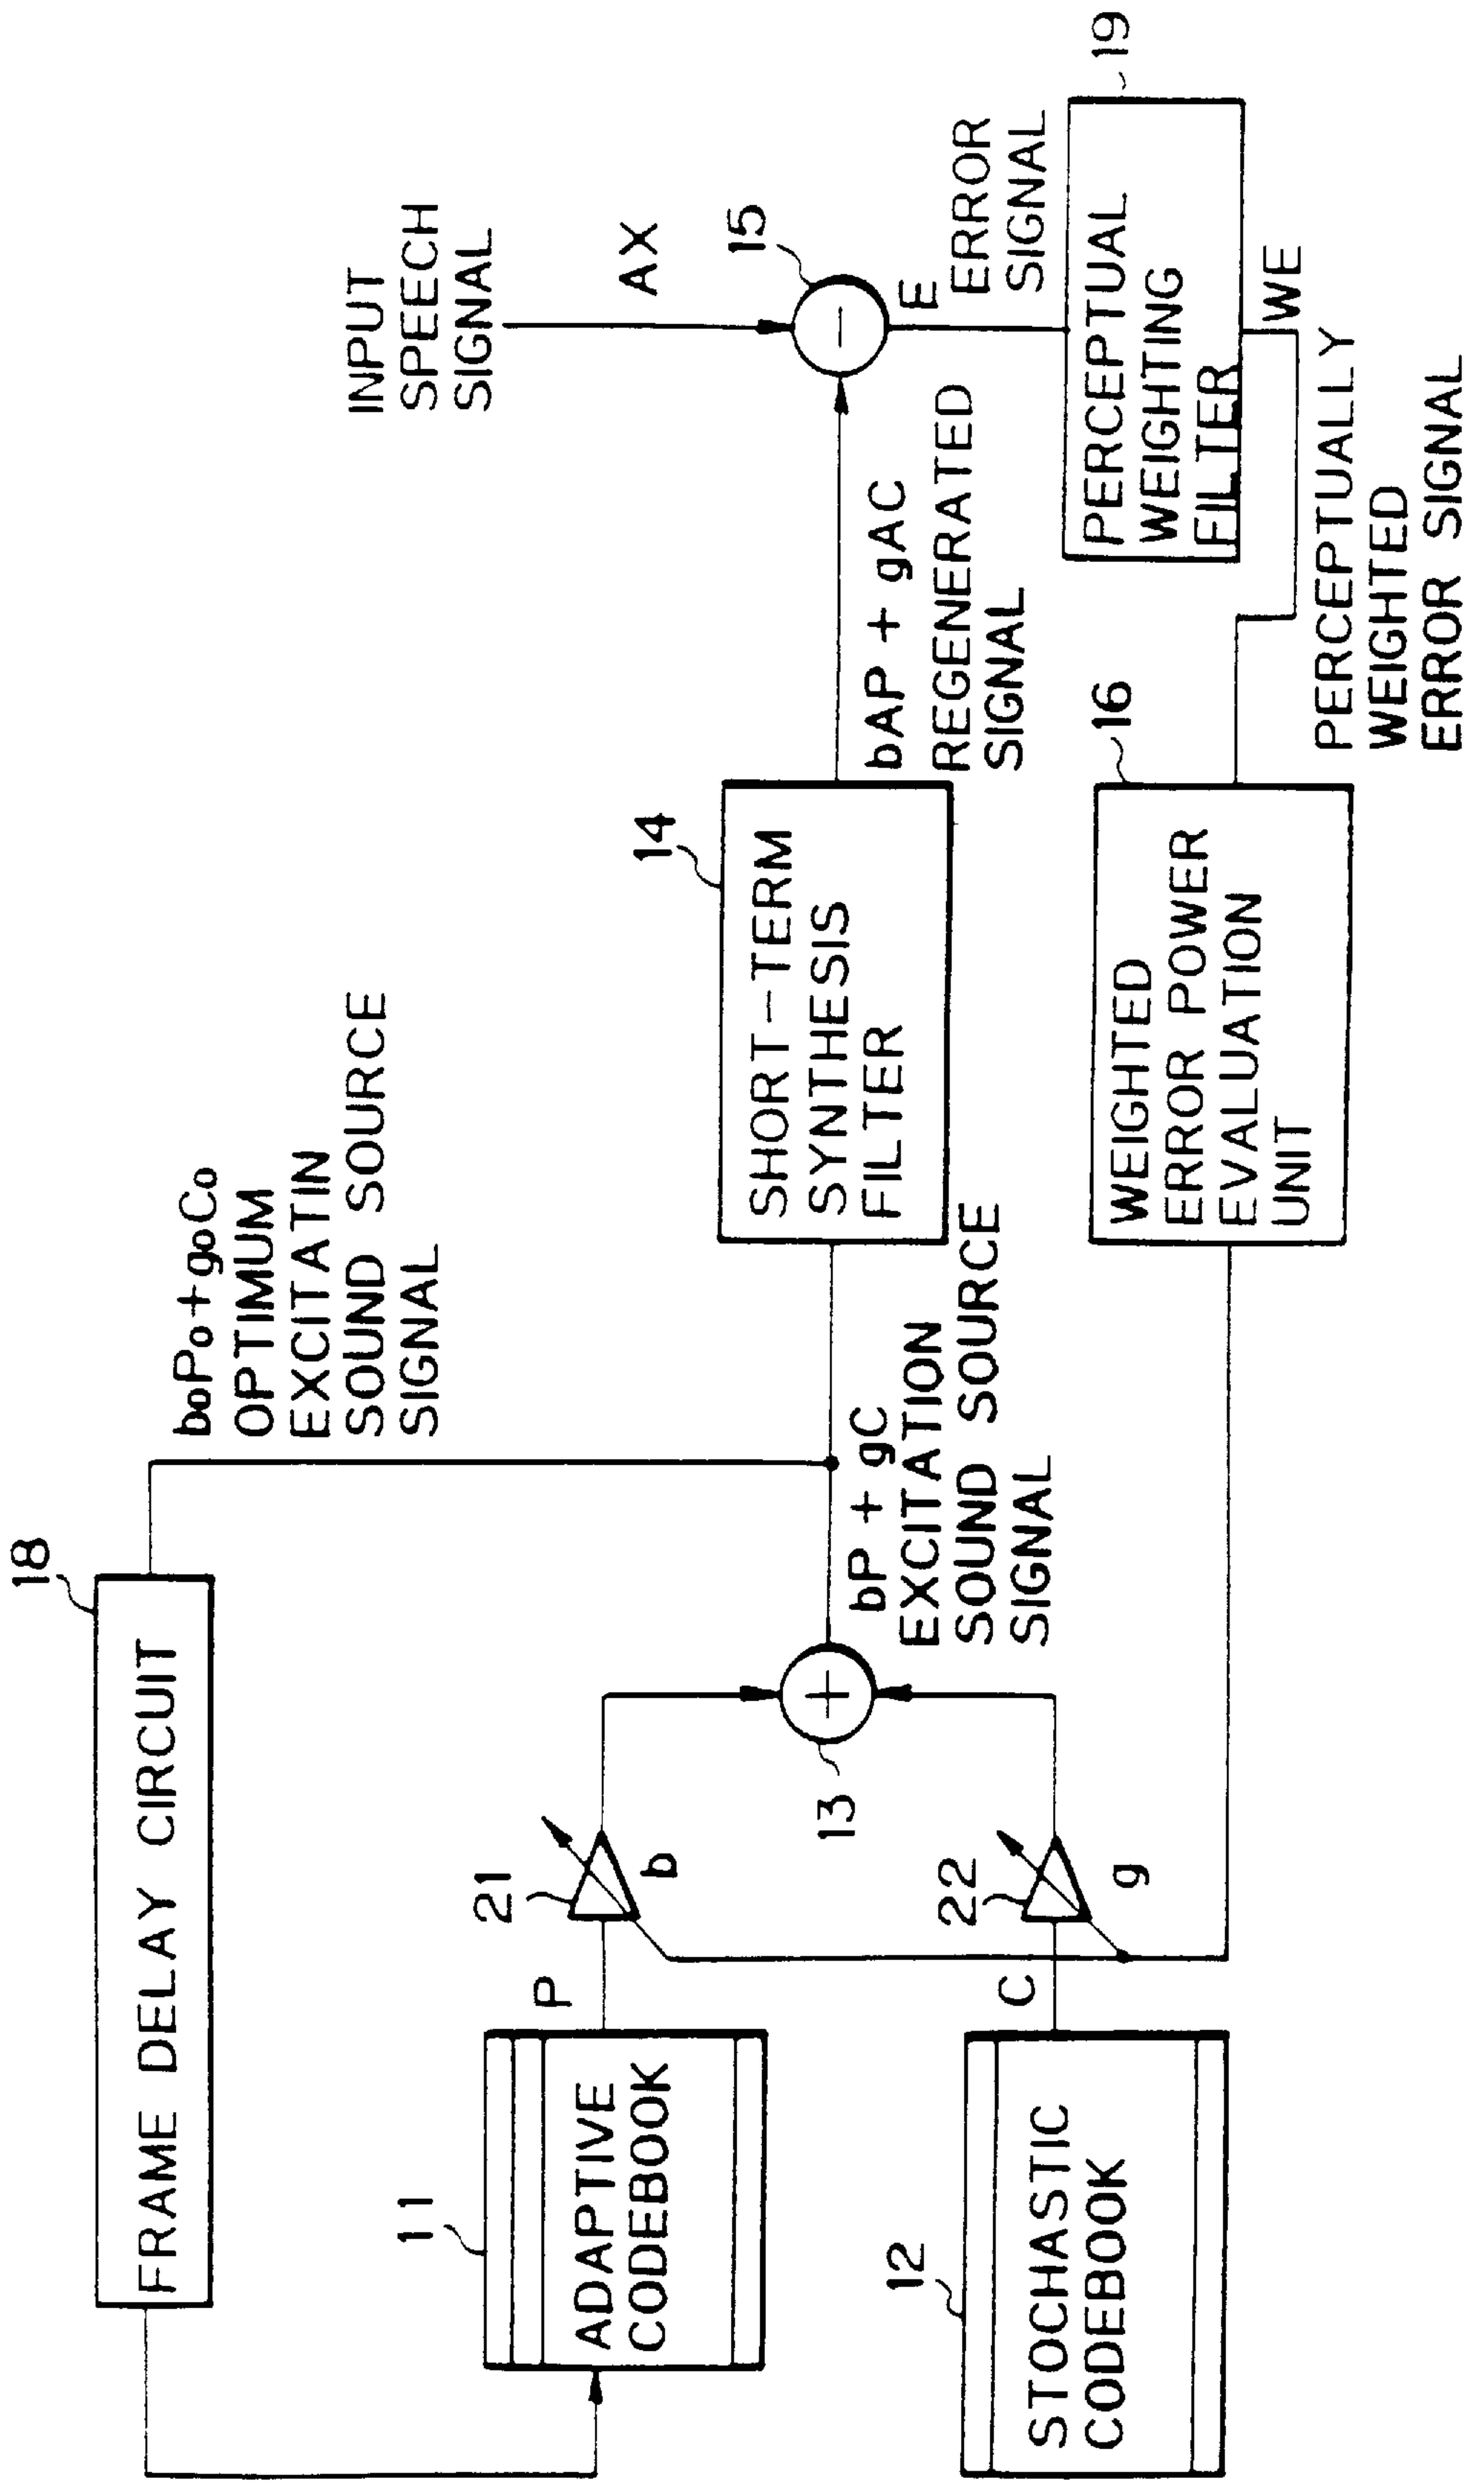 18
FRAME DELAY CIRCUIT
boPo+goCo
OPTIMUM
EXCITATIN
SOUND SOURCE
SIGNAL
INPUT
SPEECH
SIGNAL
AX
11
ADAPTIVE
CODEBOOK
P
21
b
13
+
bP + gC
EXCITATION
SOUND SOURCE
SIGNAL
14
SHORT-TERM
SYNTHESIS
FILTER
bAP + gAC
REGENERATED
SIGNAL
15
−
E
ERROR
SIGNAL
12
STOCHASTIC
CODEBOOK
C
22
g
16
WEIGHTED
ERROR POWER
EVALUATION
UNIT
19
PERCEPTUAL
WEIGHTING
FILTER
WE
PERCEPTUALLY
WEIGHTED
ERROR SIGNAL